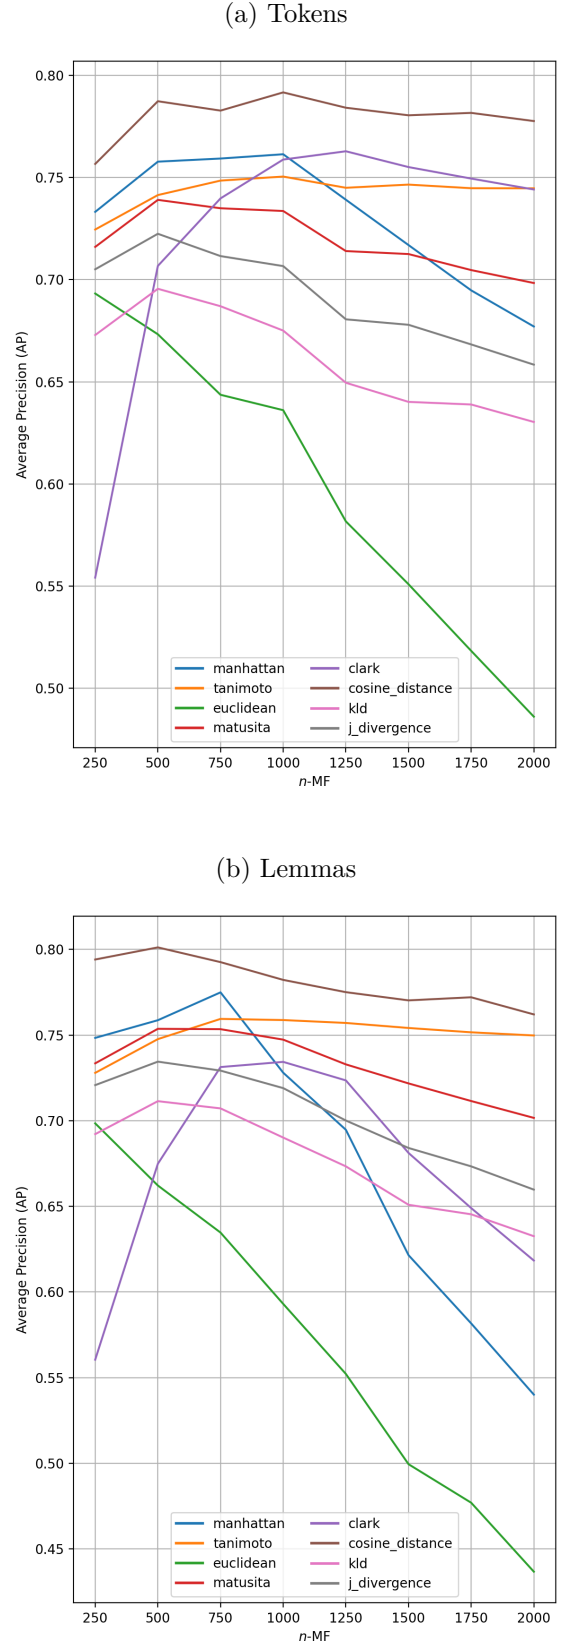 (a) Tokens
0.80
0.75
0.70
0.65
0.60
0.55
0.50
Average Precision (AP)
manhattan clark
tanimoto cosine_distance
euclidean kld
matusita j_divergence
250 500 750 1000 1250 1500 1750 2000
n-MF
(b) Lemmas
0.80
0.75
0.70
0.65
0.60
0.55
0.50
0.45
Average Precision (AP)
manhattan clark
tanimoto cosine_distance
euclidean kld
matusita j_divergence
250 500 750 1000 1250 1500 1750 2000
n-MF